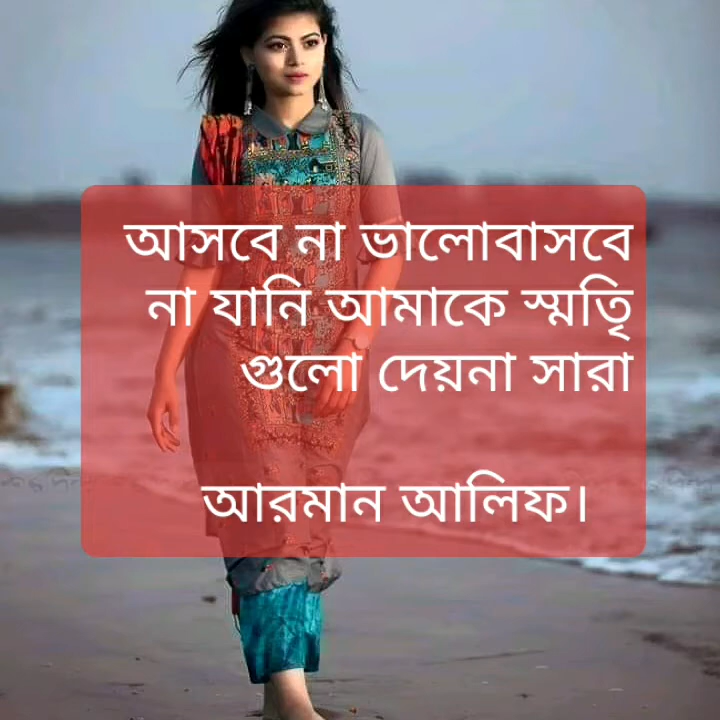 আসবে না ভালোবাসবে
না যানি আমাকে স্মতৃি
গুলো দেয়না সারা
আরমান আলিফ।